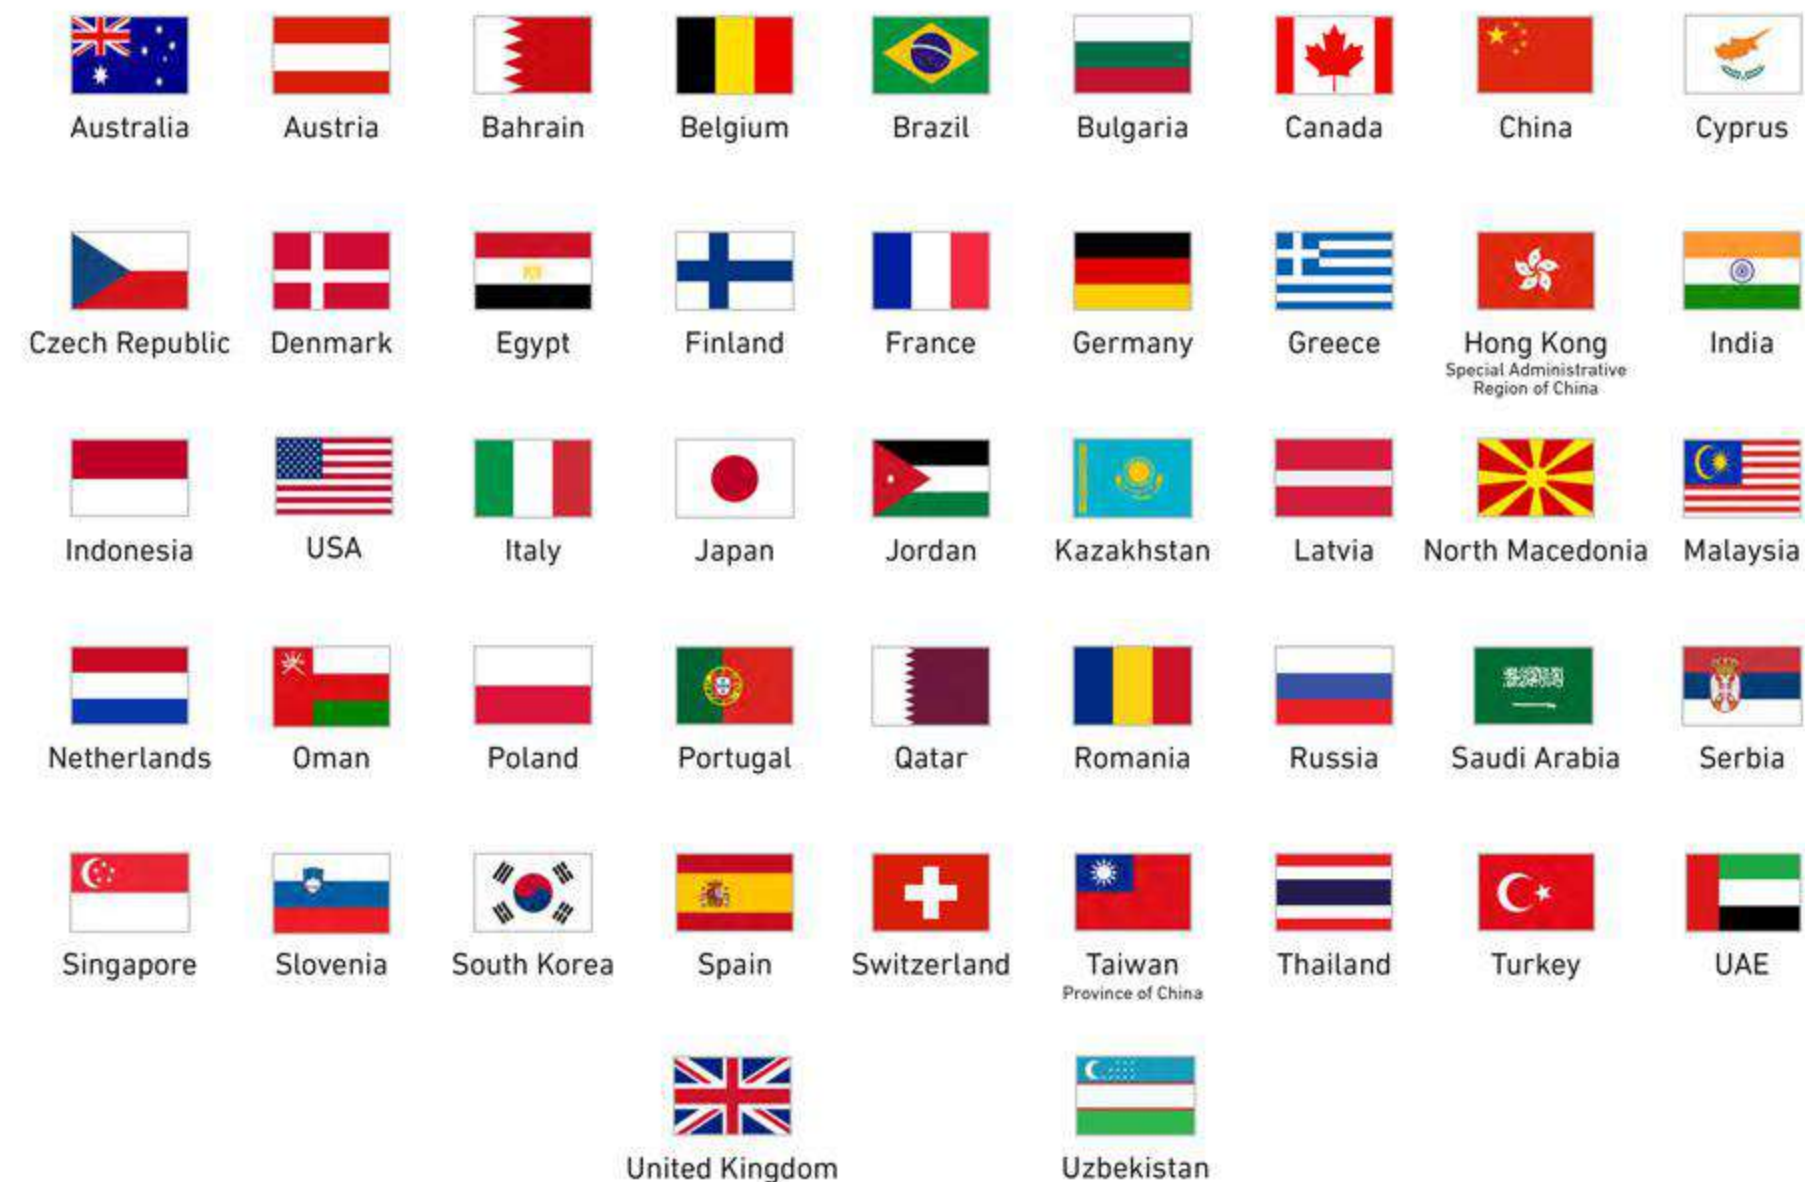 Australia
Austria
Bahrain
Belgium
Brazil
Bulgaria
Canada
China
Cyprus
Czech Republic
Denmark
Egypt
Finland
France
Germany
Greece
Hong Kong
Special Administrative
Region of China
India
Indonesia
USA
Italy
Japan
Jordan
Kazakhstan
Latvia
North Macedonia
Malaysia
Netherlands
Oman
Poland
Portugal
Qatar
Romania
Russia
Saudi Arabia
Serbia
Singapore
Slovenia
South Korea
Spain
Switzerland
Taiwan
Province of China
Thailand
Turkey
UAE
United Kingdom
Uzbekistan